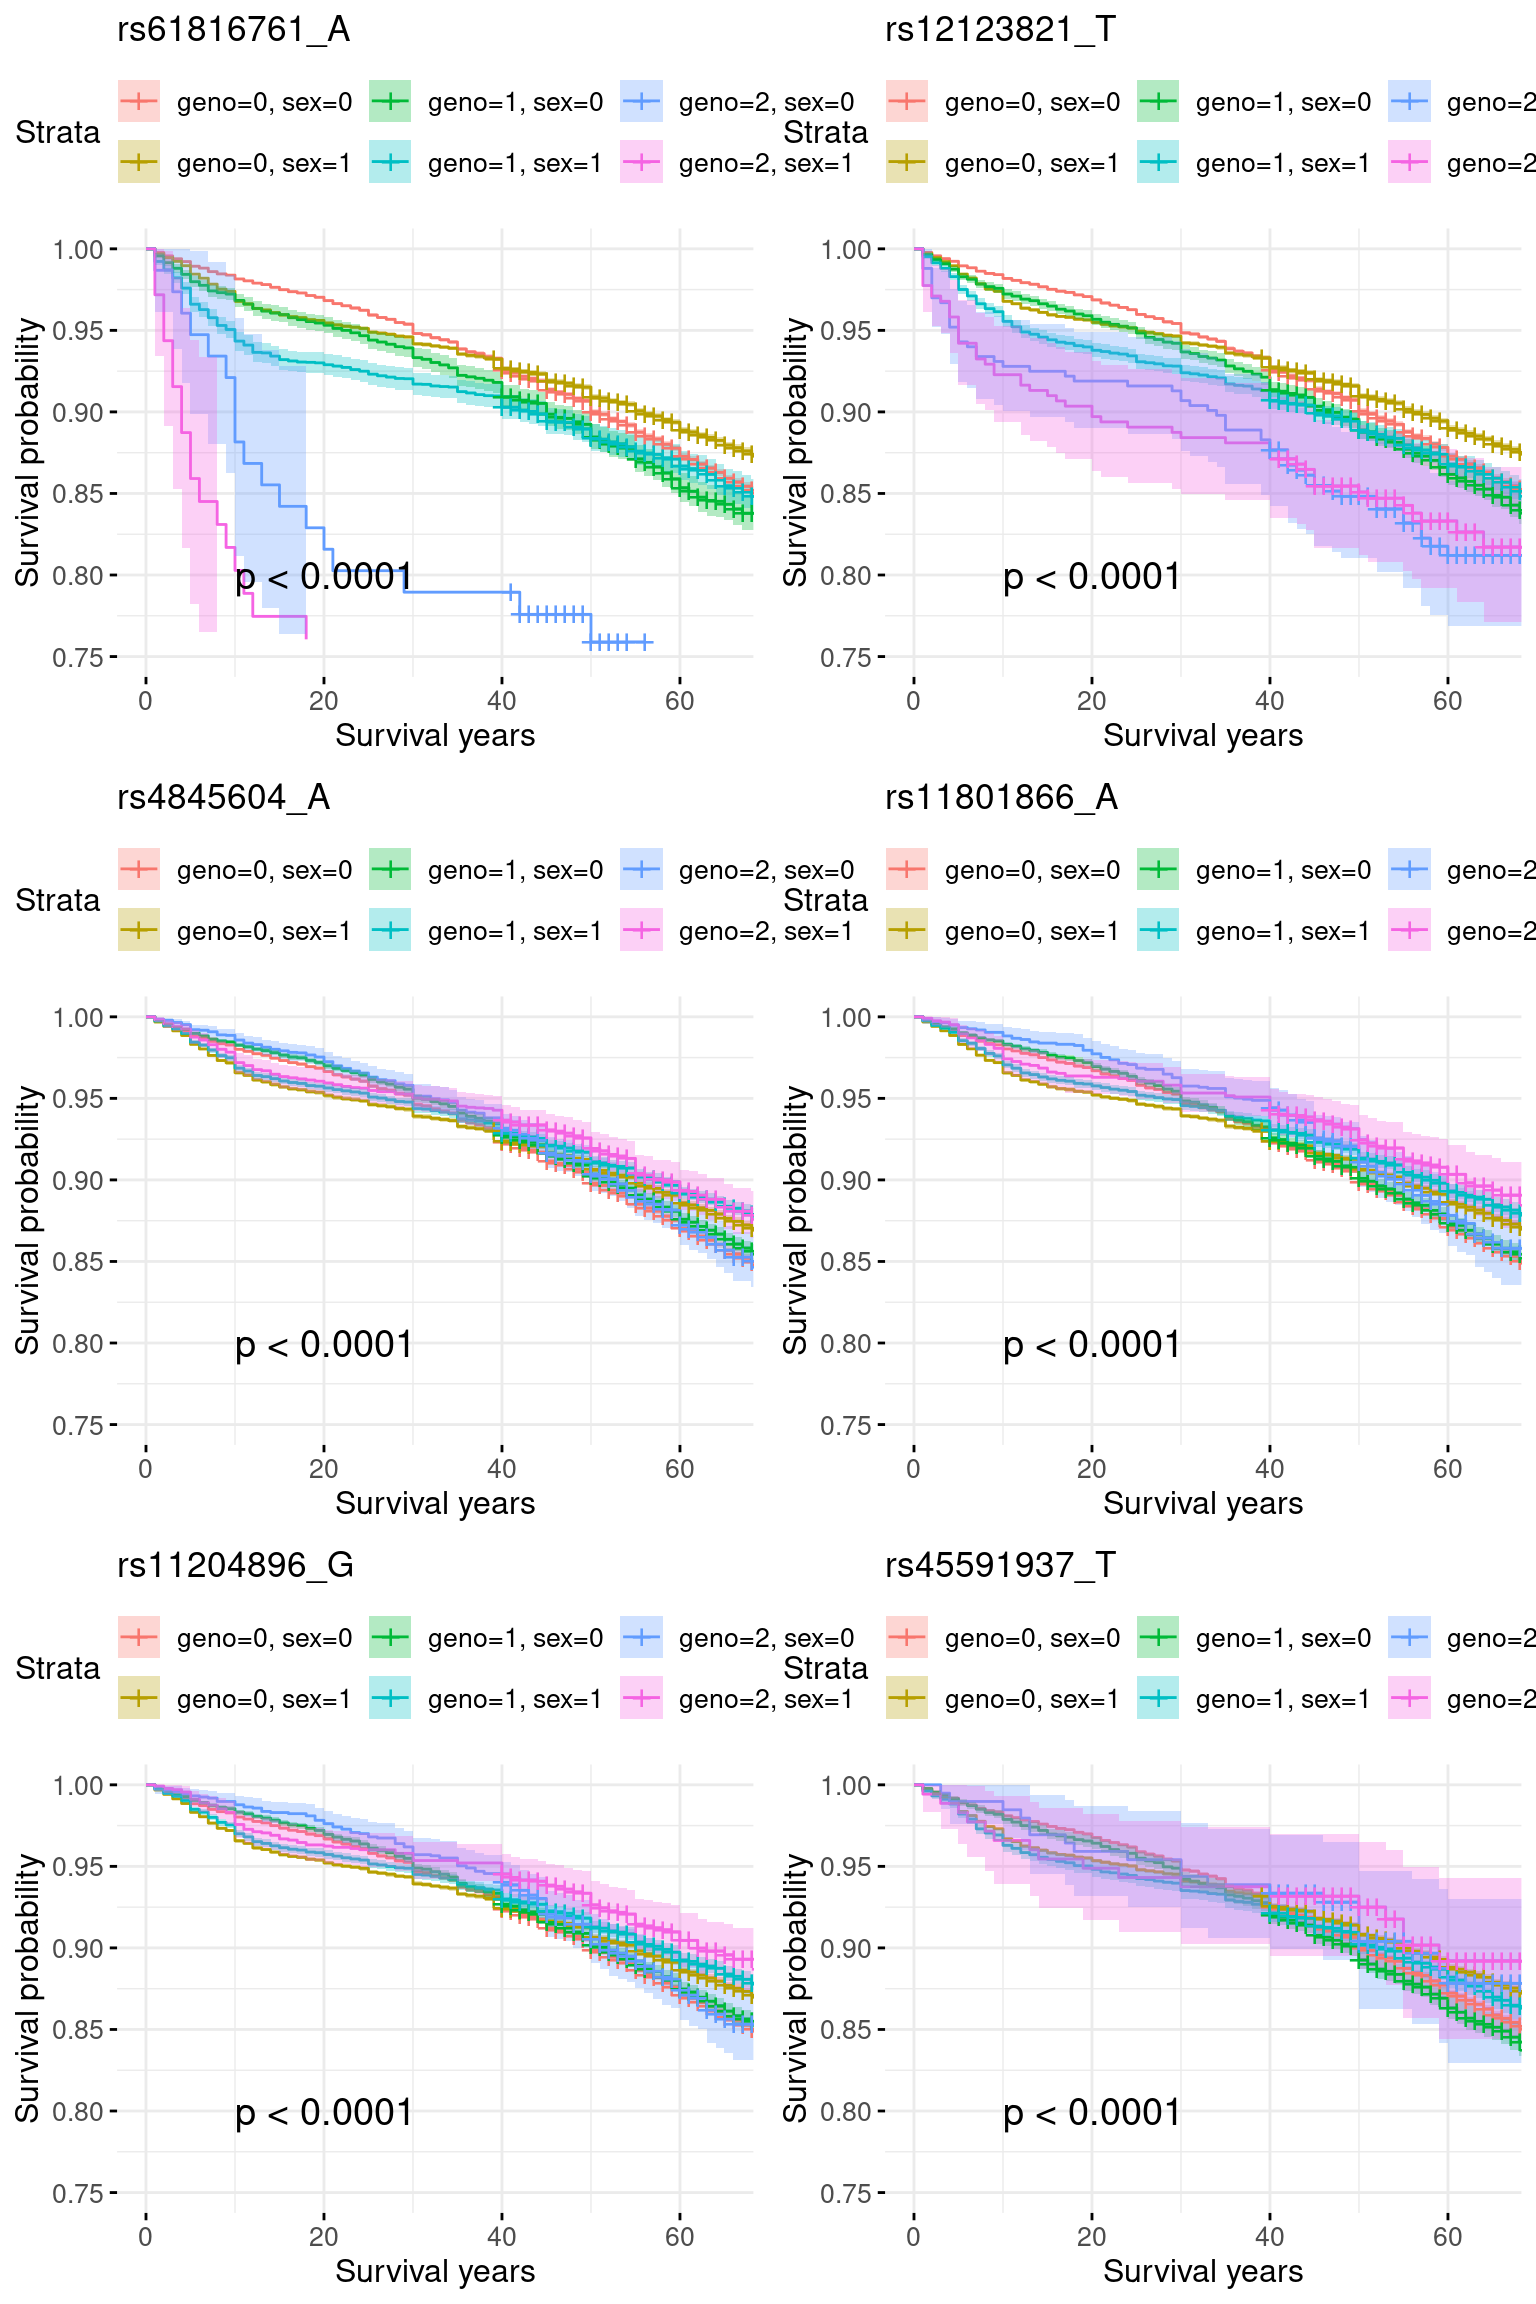 rs61816761_A
geno=0, sex=0 geno=1, sex=0 geno=2, sex=0
Strata
geno=0, sex=1 geno=1, sex=1 geno=2, sex=1
Survival probability
1.00
0.95
0.90
0.85
0.80
0.75
p < 0.0001
0 20 40 60
Survival years
rs12123821_T
geno=0, sex=0 geno=1, sex=0 geno=2
Strata
geno=0, sex=1 geno=1, sex=1 geno=2
Survival probability
1.00
0.95
0.90
0.85
0.80
0.75
p < 0.0001
0 20 40 60
Survival years
rs4845604_A
geno=0, sex=0 geno=1, sex=0 geno=2, sex=0
Strata
geno=0, sex=1 geno=1, sex=1 geno=2, sex=1
Survival probability
1.00
0.95
0.90
0.85
0.80
0.75
p < 0.0001
0 20 40 60
Survival years
rs11801866_A
geno=0, sex=0 geno=1, sex=0 geno=2
Strata
geno=0, sex=1 geno=1, sex=1 geno=2
Survival probability
1.00
0.95
0.90
0.85
0.80
0.75
p < 0.0001
0 20 40 60
Survival years
rs11204896_G
geno=0, sex=0 geno=1, sex=0 geno=2, sex=0
Strata
geno=0, sex=1 geno=1, sex=1 geno=2, sex=1
Survival probability
1.00
0.95
0.90
0.85
0.80
0.75
p < 0.0001
0 20 40 60
Survival years
rs45591937_T
geno=0, sex=0 geno=1, sex=0 geno=2
Strata
geno=0, sex=1 geno=1, sex=1 geno=2
Survival probability
1.00
0.95
0.90
0.85
0.80
0.75
p < 0.0001
0 20 40 60
Survival years